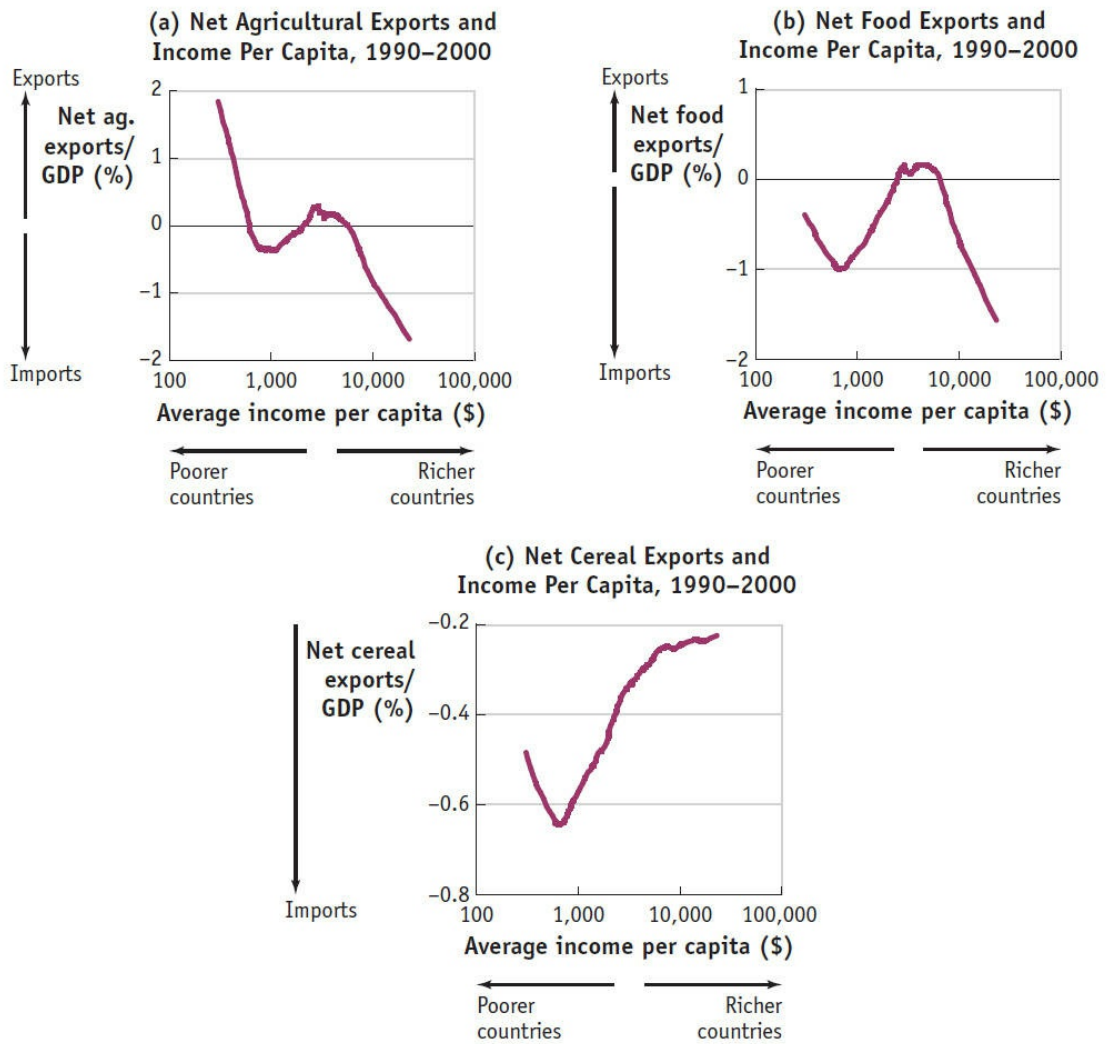 (a) Net Agricultural Exports and
Income Per Capita, 1990–2000
Exports
Net ag.
exports/
GDP (%)
2
1
0
−1
−2
Imports
100
1,000
10,000
100,000
Average income per capita ($)
Poorer
countries
Richer
countries
(b) Net Food Exports and
Income Per Capita, 1990–2000
Exports
Net food
exports/
GDP (%)
1
0
−1
−2
Imports
100
1,000
10,000
100,000
Average income per capita ($)
Poorer
countries
Richer
countries
(c) Net Cereal Exports and
Income Per Capita, 1990–2000
Net cereal
exports/
GDP (%)
−0.2
−0.4
−0.6
−0.8
Imports
100
1,000
10,000
100,000
Average income per capita ($)
Poorer
countries
Richer
countries